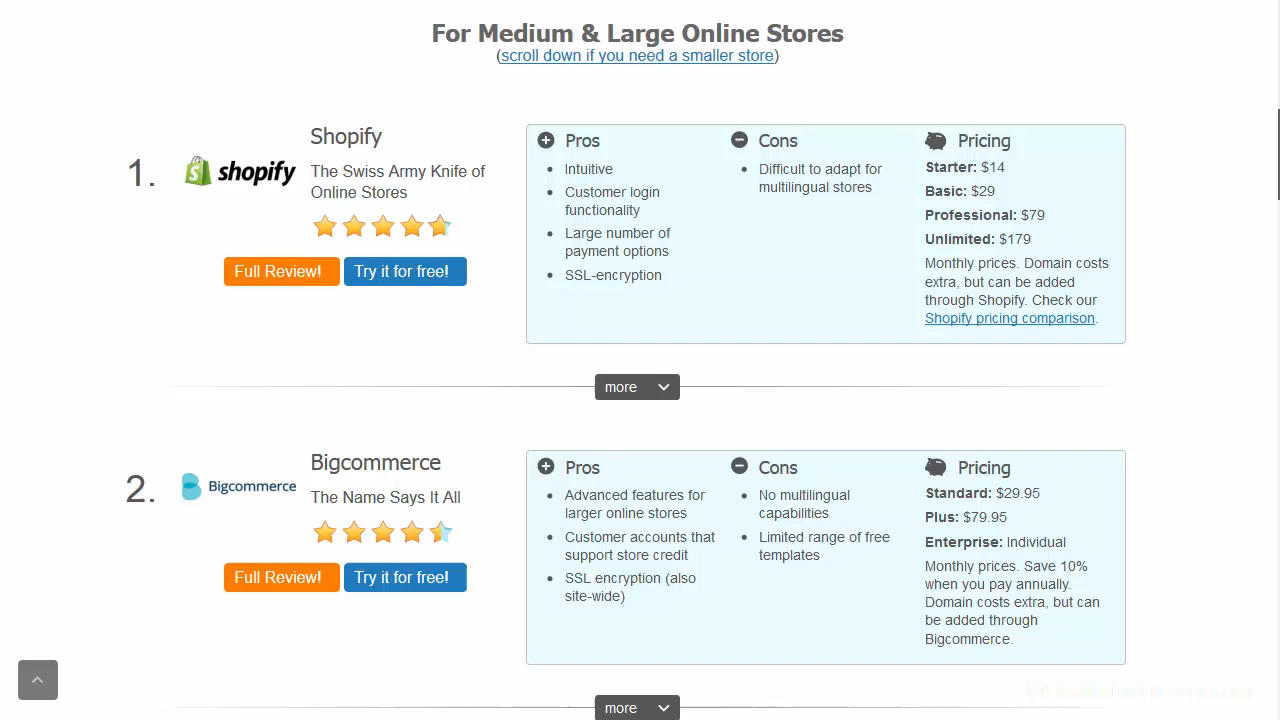 For Medium & Large Online Stores
(scroll down if you need a smaller store)
1.
shopify
Shopify
The Swiss Army Knife of
Online Stores
Full Review!
Try it for free!
Pros
Intuitive
Customer login
functionality
Large number of
payment options
SSL-encryption
Cons
Difficult to adapt for
multilingual stores
Pricing
Starter: $14
Basic: $29
Professional: $79
Unlimited: $179
Monthly prices. Domain costs
extra, but can be added
through Shopify. Check our
Shopify pricing comparison.
more
2.
Bigcommerce
Bigcommerce
The Name Says It All
Full Review!
Try it for free!
Pros
Advanced features for
larger online stores
Customer accounts that
support store credit
SSL encryption (also
site-wide)
Cons
No multilingual
capabilities
Limited range of free
templates
Pricing
Standard: $29.95
Plus: $79.95
Enterprise: Individual
Monthly prices. Save 10%
when you pay annually.
Domain costs extra, but can
be added through
Bigcommerce.
more